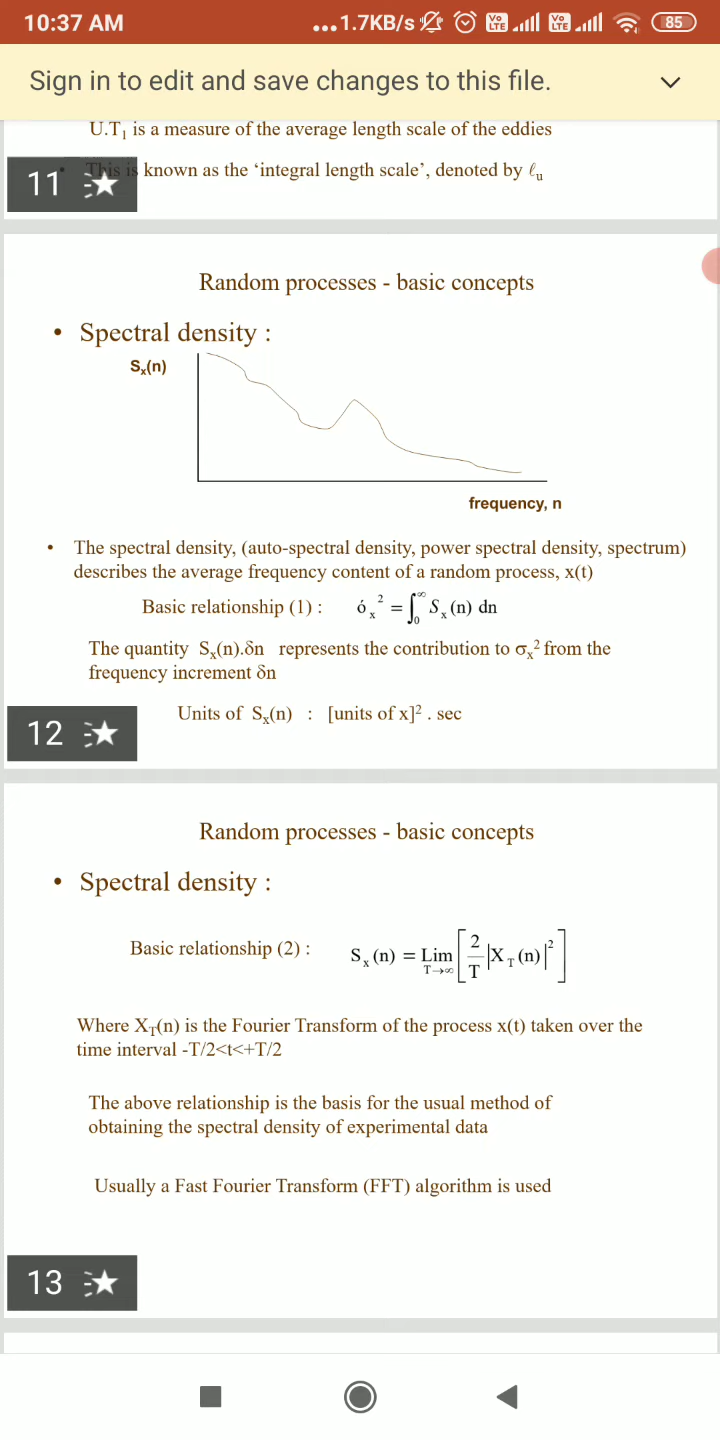 10:37 AM ...1.7KB/s Vo LTE Vo LTE 85
Sign in to edit and save changes to this file.
U.T₁ is a measure of the average length scale of the eddies
• This is known as the ‘integral length scale’, denoted by ℓᵤ
11
Random processes - basic concepts
• Spectral density :
Sₓ(n)
frequency, n
• The spectral density, (auto-spectral density, power spectral density, spectrum)
describes the average frequency content of a random process, x(t)
Basic relationship (1) : óₓ² = ∫₀^∞ Sₓ (n) dn
The quantity Sₓ(n).δn represents the contribution to σₓ² from the
frequency increment δn
Units of Sₓ(n) : [units of x]² . sec
12
Random processes - basic concepts
• Spectral density :
Basic relationship (2) : Sₓ (n) = Lim T→∞ [2/T |X_T (n)|²]
Where X_T(n) is the Fourier Transform of the process x(t) taken over the
time interval -T/2<t<+T/2
The above relationship is the basis for the usual method of
obtaining the spectral density of experimental data
Usually a Fast Fourier Transform (FFT) algorithm is used
13